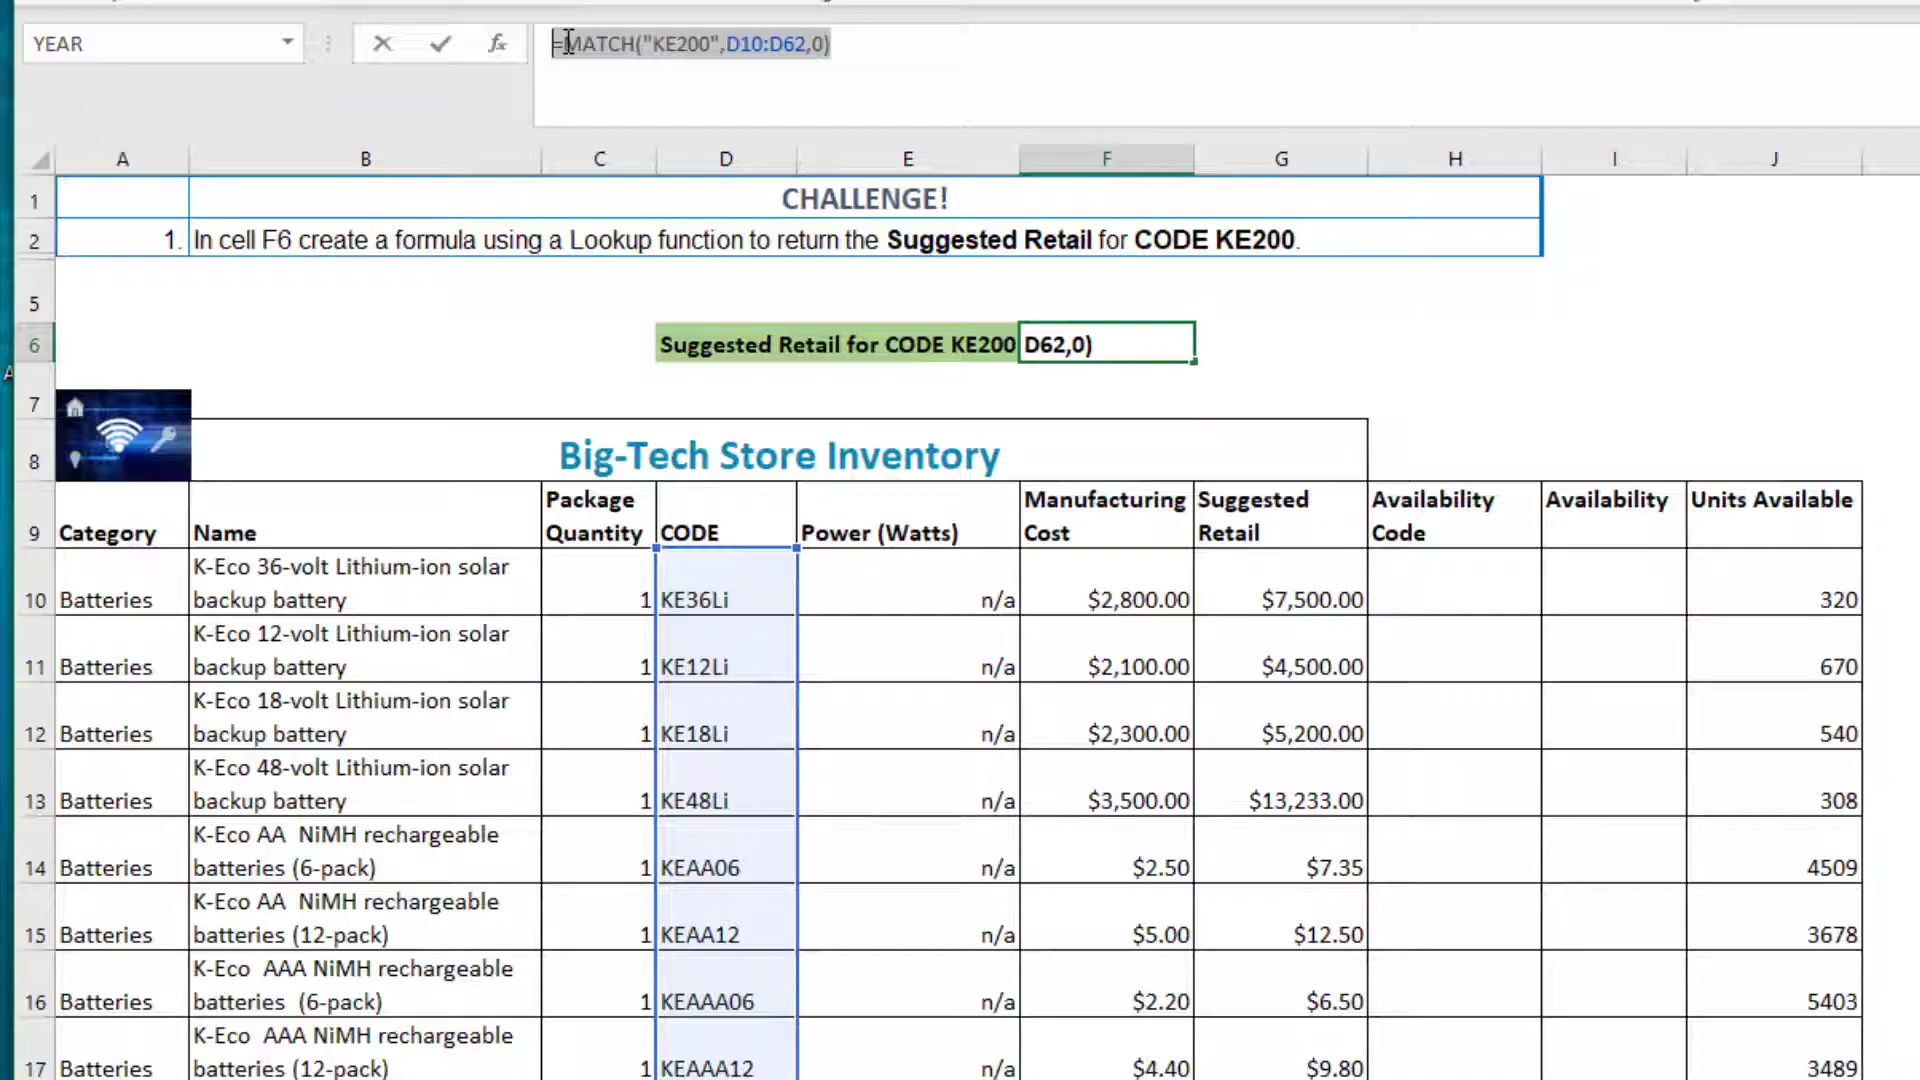 YEAR
=MATCH("KE200",D10:D62,0)
A B C D E F G H I J
1 CHALLENGE!
2 1. In cell F6 create a formula using a Lookup function to return the Suggested Retail for CODE KE200.
5
6 Suggested Retail for CODE KE200 D62,0)
7
8 Big-Tech Store Inventory
Package Manufacturing Suggested Availability Availability Units Available
9 Category Name Quantity CODE Power (Watts) Cost Retail Code
K-Eco 36-volt Lithium-ion solar
10 Batteries backup battery 1 KE36Li n/a $2,800.00 $7,500.00 320
K-Eco 12-volt Lithium-ion solar
11 Batteries backup battery 1 KE12Li n/a $2,100.00 $4,500.00 670
K-Eco 18-volt Lithium-ion solar
12 Batteries backup battery 1 KE18Li n/a $2,300.00 $5,200.00 540
K-Eco 48-volt Lithium-ion solar
13 Batteries backup battery 1 KE48Li n/a $3,500.00 $13,233.00 308
K-Eco AA NiMH rechargeable
14 Batteries batteries (6-pack) 1 KEAA06 n/a $2.50 $7.35 4509
K-Eco AA NiMH rechargeable
15 Batteries batteries (12-pack) 1 KEAA12 n/a $5.00 $12.50 3678
K-Eco AAA NiMH rechargeable
16 Batteries batteries (6-pack) 1 KEAAA06 n/a $2.20 $6.50 5403
K-Eco AAA NiMH rechargeable
17 Batteries batteries (12-pack) 1 KEAAA12 n/a $4.40 $9.80 3489